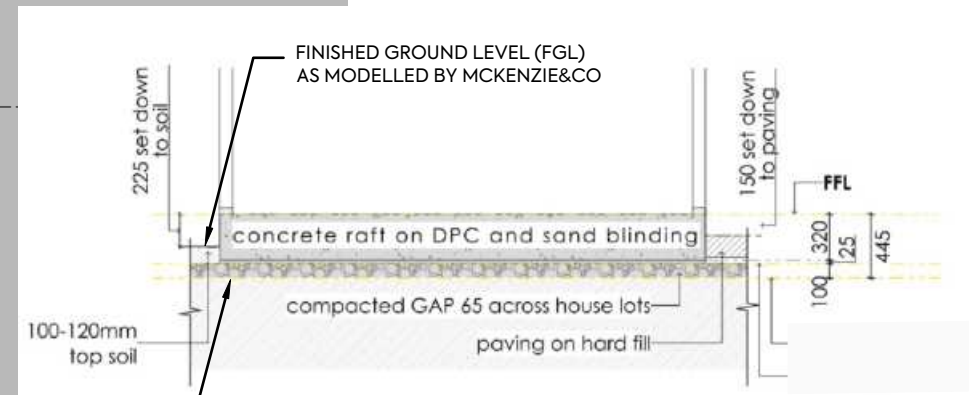 FINISHED GROUND LEVEL (FGL)
AS MODELLED BY MCKENZIE&CO
225 set down
to soil
150 set down
to paving
FFL
concrete raft on DPC and sand blinding
320
25
445
100
compacted GAP 65 across house lots
100-120mm
top soil
paving on hard fill